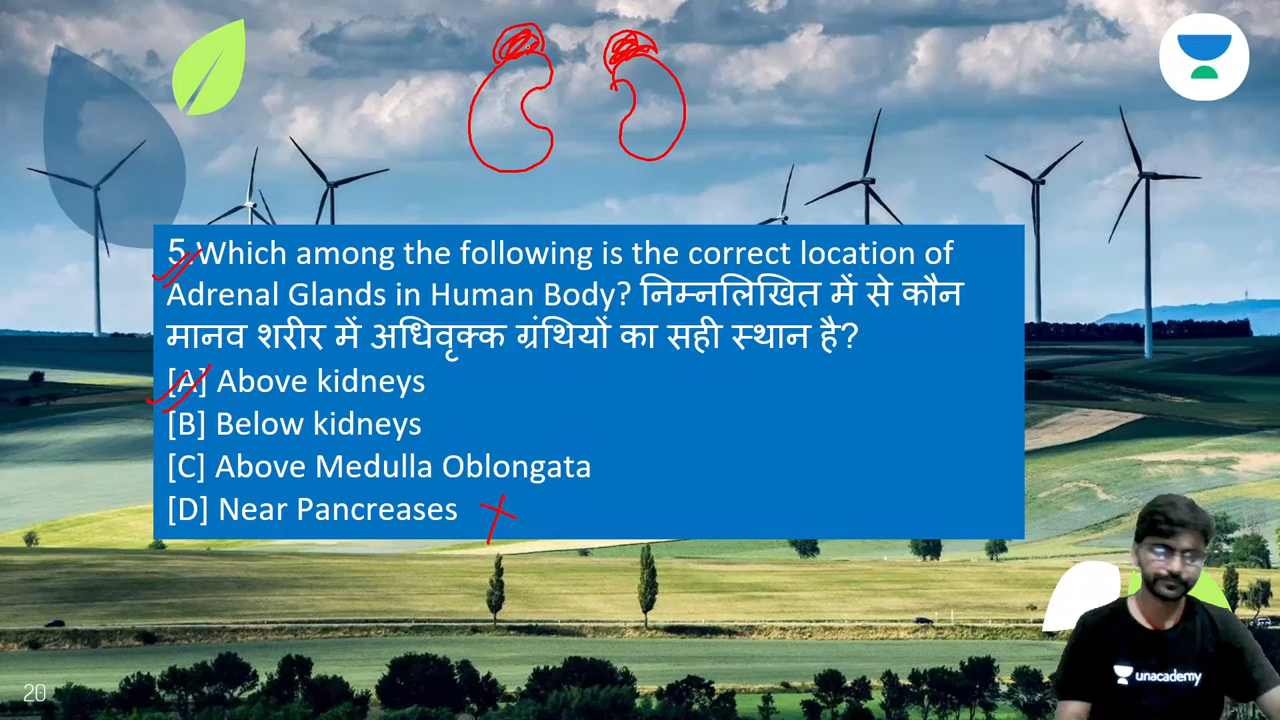 5.Which among the following is the correct location of
Adrenal Glands in Human Body? निम्नलिखित में से कौन
मानव शरीर में अधिवृक्क ग्रंथियों का सही स्थान है?
[A] Above kidneys
[B] Below kidneys
[C] Above Medulla Oblongata
[D] Near Pancreases
unacademy
20